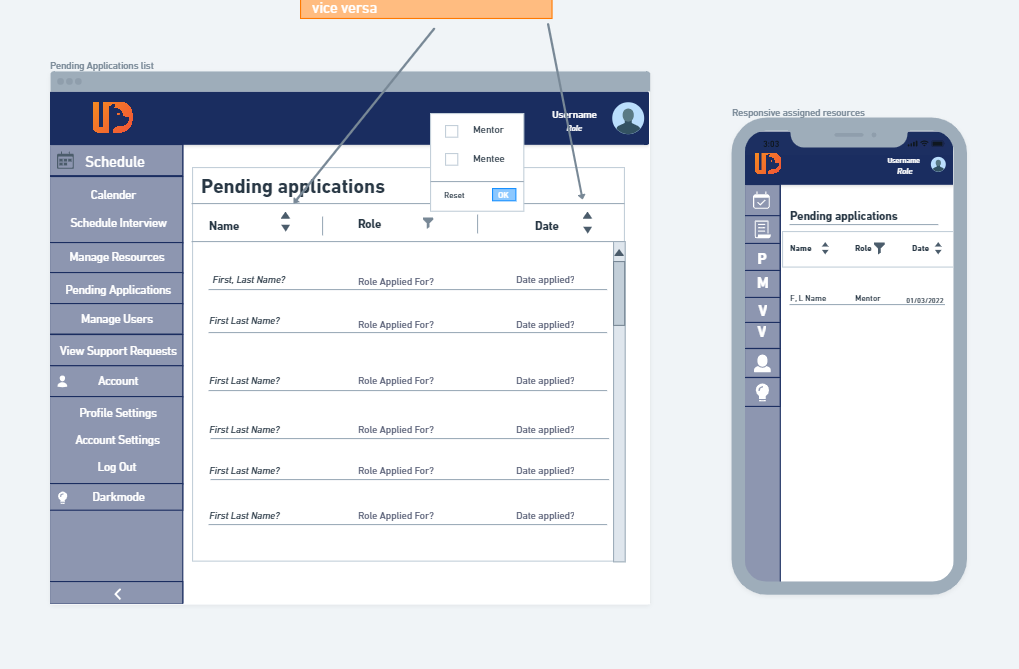 vice versa
Pending Applications list
Username
Role
Schedule
Calender
Schedule Interview
Manage Resources
Pending Applications
Manage Users
View Support Requests
Account
Profile Settings
Account Settings
Log Out
Darkmode
Mentor
Mentee
Reset OK
Pending applications
Name Role Date
First, Last Name? Role Applied For? Date applied?
First Last Name? Role Applied For? Date applied?
First Last Name? Role Applied For? Date applied?
First Last Name? Role Applied For? Date applied?
First Last Name? Role Applied For? Date applied?
First Last Name? Role Applied For? Date applied?
Responsive assigned resources
3:03
Username
Role
P
M
V
V
Pending applications
Name Role Date
F, L Name Mentor 01/03/2022